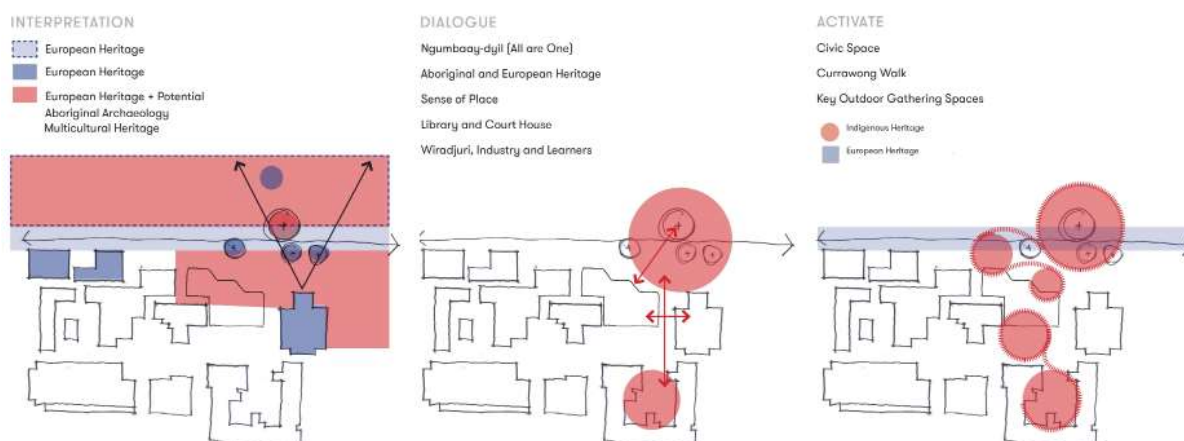 INTERPRETATION
European Heritage
European Heritage
European Heritage + Potential
Aboriginal Archaeology
Multicultural Heritage
DIALOGUE
Ngumbaay-dyil (All are One)
Aboriginal and European Heritage
Sense of Place
Library and Court House
Wiradjuri, Industry and Learners
ACTIVATE
Civic Space
Currawong Walk
Key Outdoor Gathering Spaces
Indigenous Heritage
European Heritage